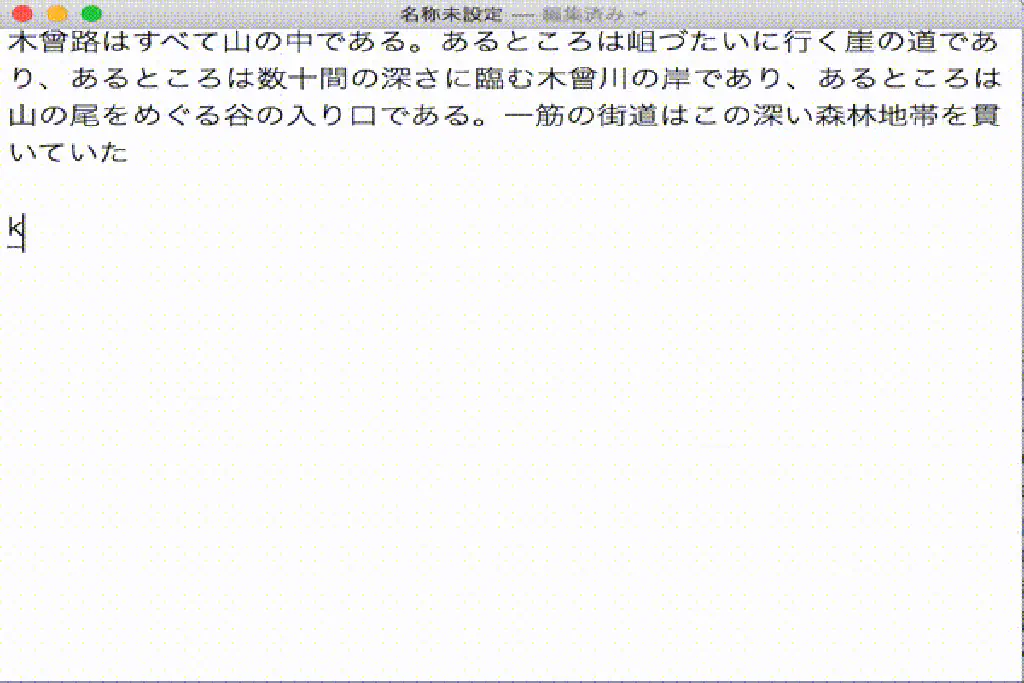 名称未設定 — 編集済み
木曾路はすべて山の中である。あるところは岨づたいに行く崖の道であ
り、あるところは数十間の深さに臨む木曾川の岸であり、あるところは
山の尾をめぐる谷の入り口である。一筋の街道はこの深い森林地帯を貫
いていた
k